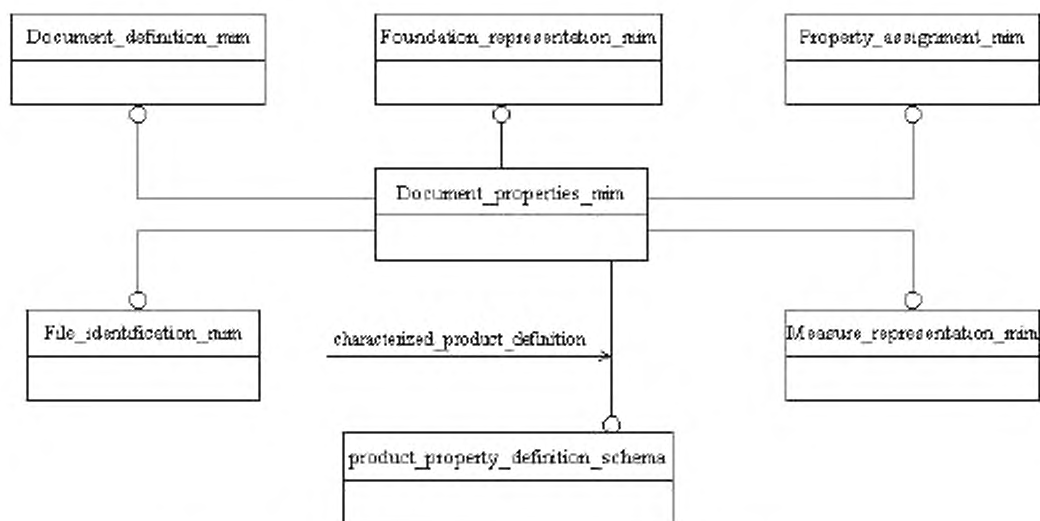 Document_definition_mim
Foundation_representation_mim
Property_assignment_mim
Document_properties_mim
File_identification_mim
characterized_product_definition
Measure_representation_mim
product_property_definition_schema